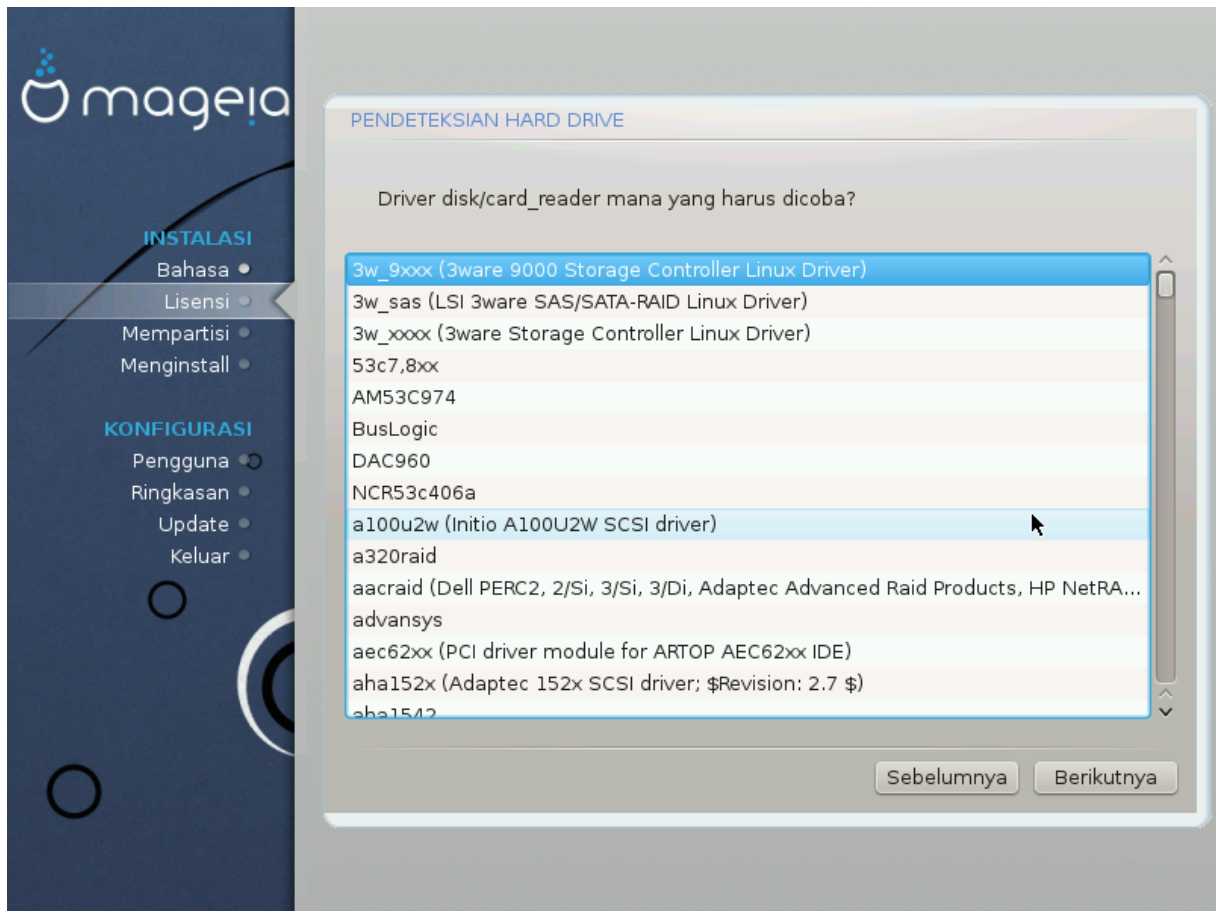 mageia
INSTALASI
Bahasa
Lisensi
Mempartisi
Menginstall
KONFIGURASI
Pengguna
Ringkasan
Update
Keluar
PENDETEKSIAN HARD DRIVE
Driver disk/card_reader mana yang harus dicoba?
3w_9xxx (3ware 9000 Storage Controller Linux Driver)
3w_sas (LSI 3ware SAS/SATA-RAID Linux Driver)
3w_xxxx (3ware Storage Controller Linux Driver)
53c7,8xx
AM53C974
BusLogic
DAC960
NCR53c406a
a100u2w (Initio A100U2W SCSI driver)
a320raid
aacraid (Dell PERC2, 2/Si, 3/Si, 3/Di, Adaptec Advanced Raid Products, HP NetRA...
advansys
aec62xx (PCI driver module for ARTOP AEC62xx IDE)
aha152x (Adaptec 152x SCSI driver; $Revision: 2.7 $)
aha1542
Sebelumnya
Berikutnya